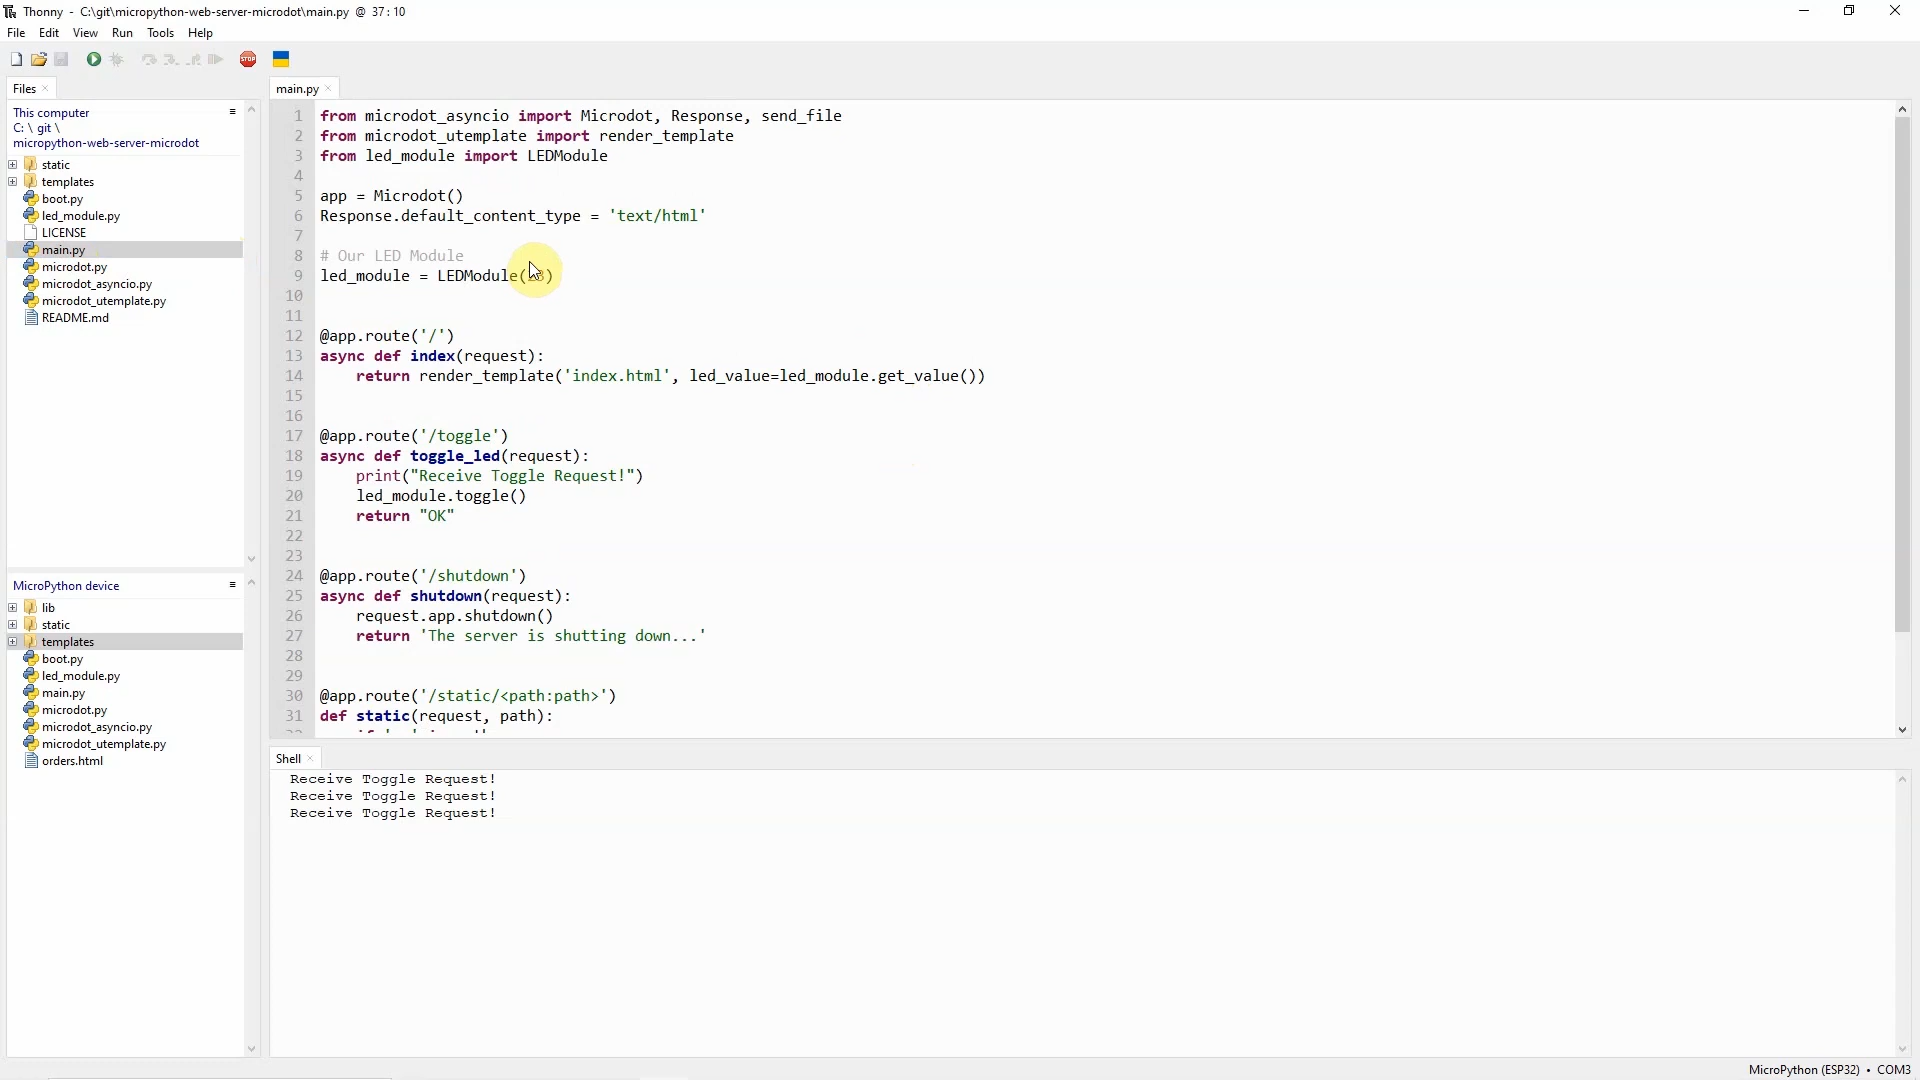 Thonny - C:\git\micropython-web-server-microdot\main.py @ 37:10
File Edit View Run Tools Help
STOP
Files
This computer
C: \ git \
micropython-web-server-microdot
static
templates
boot.py
led_module.py
LICENSE
main.py
microdot.py
microdot_asyncio.py
microdot_utemplate.py
README.md
MicroPython device
lib
static
templates
boot.py
led_module.py
main.py
microdot.py
microdot_asyncio.py
microdot_utemplate.py
orders.html
main.py
1 from microdot_asyncio import Microdot, Response, send_file
2 from microdot_utemplate import render_template
3 from led_module import LEDModule
4
5 app = Microdot()
6 Response.default_content_type = 'text/html'
7
8 # Our LED Module
9 led_module = LEDModule(
10
11
12 @app.route('/')
13 async def index(request):
14 return render_template('index.html', led_value=led_module.get_value())
15
16
17 @app.route('/toggle')
18 async def toggle_led(request):
19 print("Receive Toggle Request!")
20 led_module.toggle()
21 return "OK"
22
23
24 @app.route('/shutdown')
25 async def shutdown(request):
26 request.app.shutdown()
27 return 'The server is shutting down...'
28
29
30 @app.route('/static/<path:path>')
31 def static(request, path):
Shell
Receive Toggle Request!
Receive Toggle Request!
Receive Toggle Request!
MicroPython (ESP32) • COM3